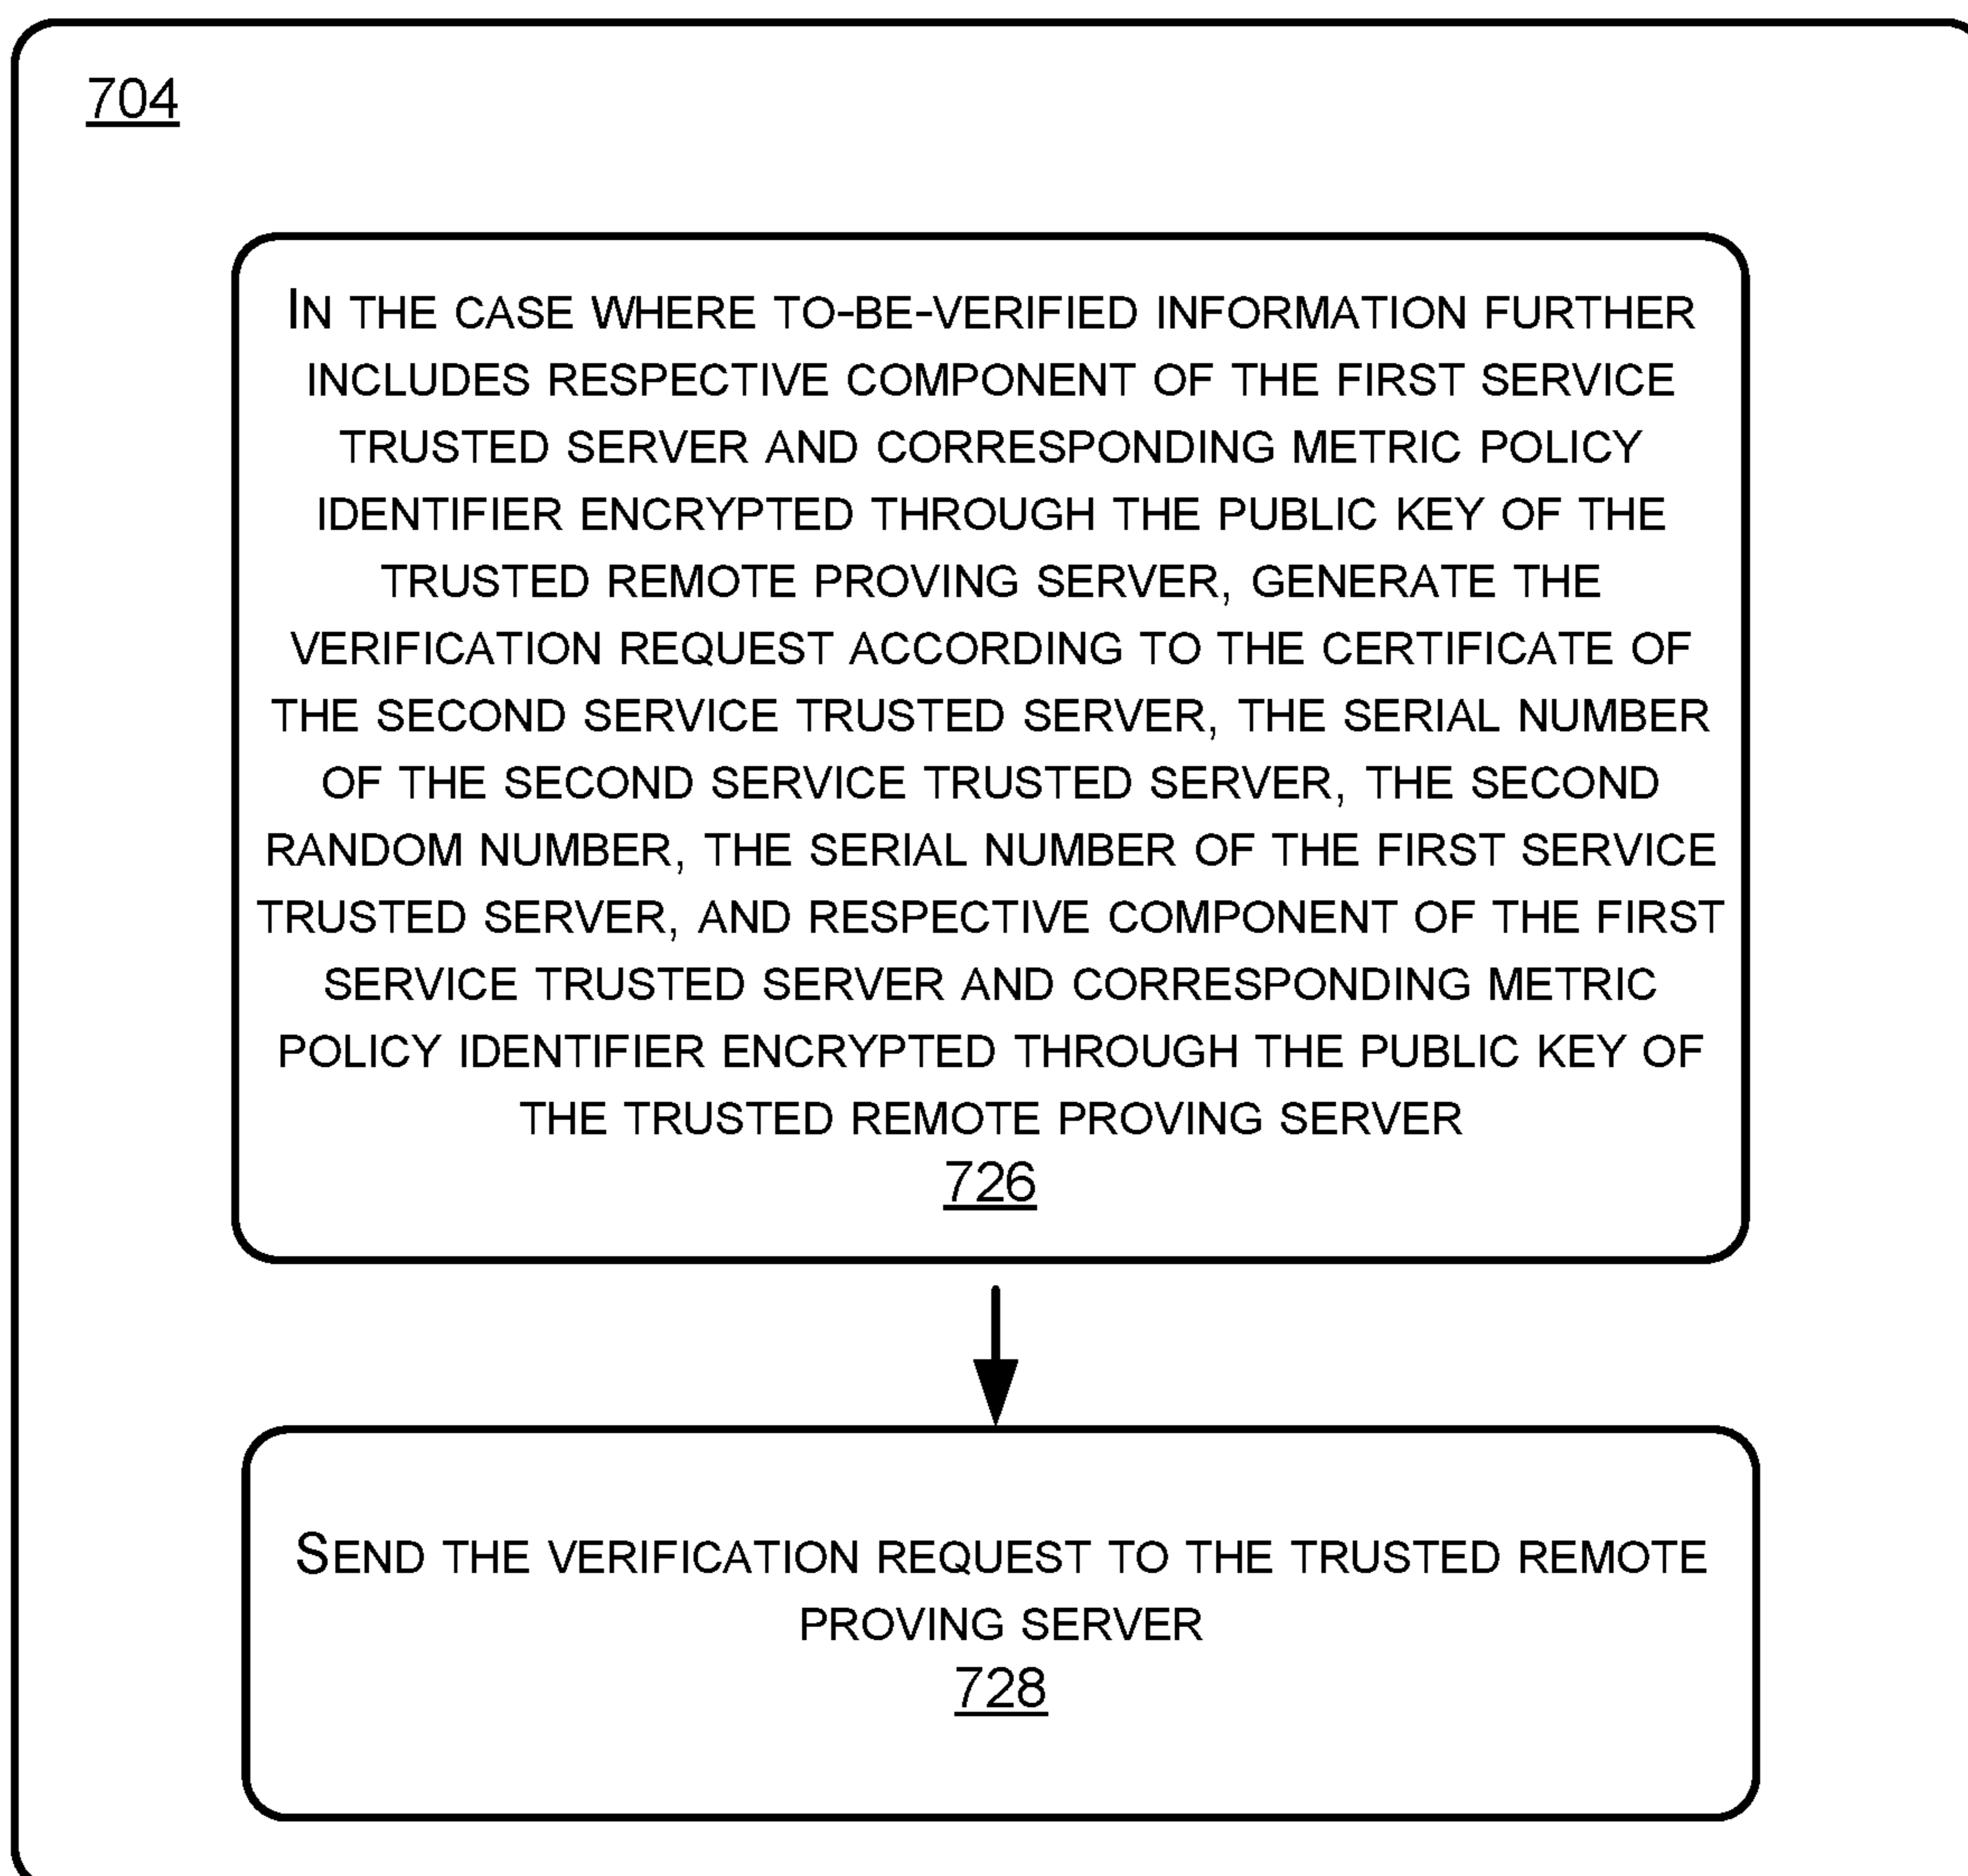 704
IN THE CASE WHERE TO-BE-VERIFIED INFORMATION FURTHER
INCLUDES RESPECTIVE COMPONENT OF THE FIRST SERVICE
TRUSTED SERVER AND CORRESPONDING METRIC POLICY
IDENTIFIER ENCRYPTED THROUGH THE PUBLIC KEY OF THE
TRUSTED REMOTE PROVING SERVER, GENERATE THE
VERIFICATION REQUEST ACCORDING TO THE CERTIFICATE OF
THE SECOND SERVICE TRUSTED SERVER, THE SERIAL NUMBER
OF THE SECOND SERVICE TRUSTED SERVER, THE SECOND
RANDOM NUMBER, THE SERIAL NUMBER OF THE FIRST SERVICE
TRUSTED SERVER, AND RESPECTIVE COMPONENT OF THE FIRST
SERVICE TRUSTED SERVER AND CORRESPONDING METRIC
POLICY IDENTIFIER ENCRYPTED THROUGH THE PUBLIC KEY OF
THE TRUSTED REMOTE PROVING SERVER
726
SEND THE VERIFICATION REQUEST TO THE TRUSTED REMOTE
PROVING SERVER
728